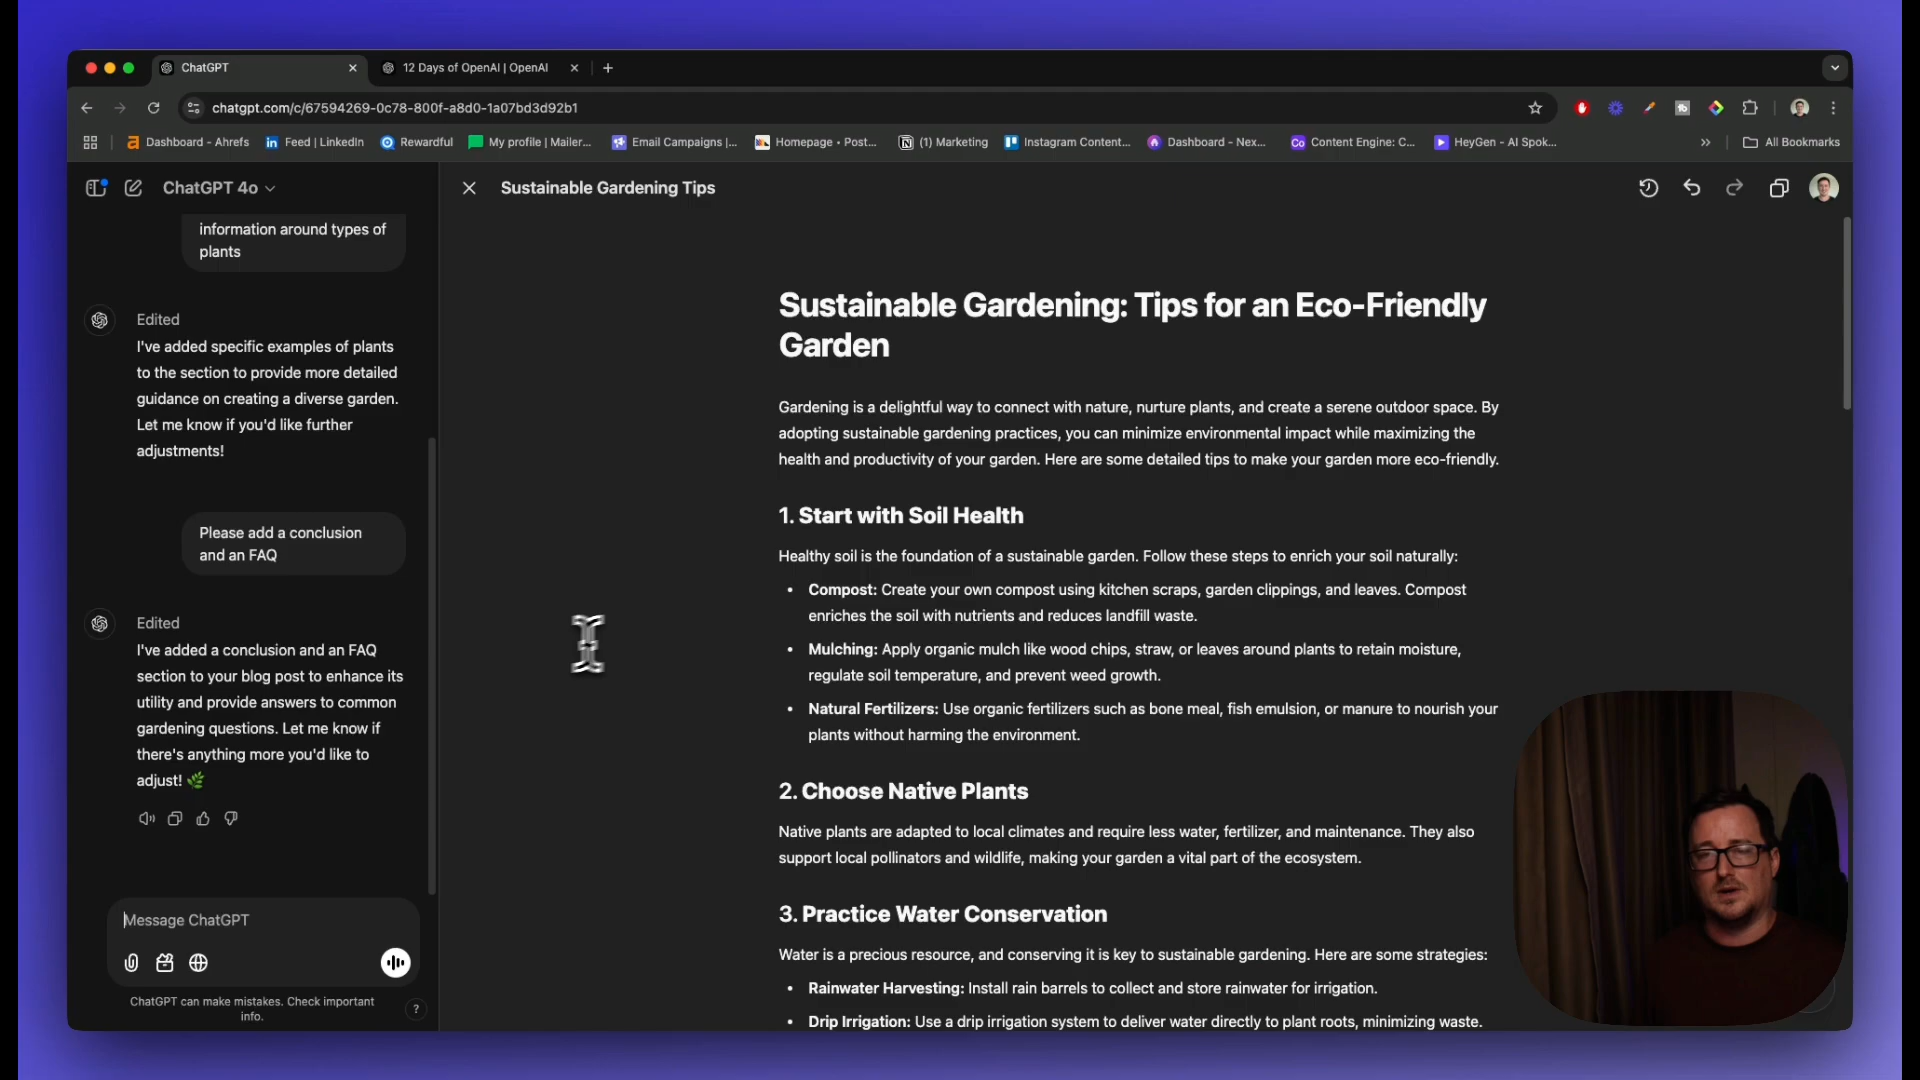 ChatGPT
12 Days of OpenAI | OpenAI
chatgpt.com/c/67594269-0c78-800f-a8d0-1a07bd3d92b1
Dashboard - Ahrefs
Feed | LinkedIn
Rewardful
My profile | Mailer...
Email Campaigns |...
Homepage • Post...
(1) Marketing
Instagram Content...
Dashboard - Nex...
Content Engine: C...
HeyGen - AI Spok...
All Bookmarks
ChatGPT 4o
information around types of
plants
Edited
I've added specific examples of plants
to the section to provide more detailed
guidance on creating a diverse garden.
Let me know if you'd like further
adjustments!
Please add a conclusion
and an FAQ
Edited
I've added a conclusion and an FAQ
section to your blog post to enhance its
utility and provide answers to common
gardening questions. Let me know if
there's anything more you'd like to
adjust! 🌿
Message ChatGPT
ChatGPT can make mistakes. Check important
info.
?
Sustainable Gardening Tips
Sustainable Gardening: Tips for an Eco-Friendly
Garden
Gardening is a delightful way to connect with nature, nurture plants, and create a serene outdoor space. By
adopting sustainable gardening practices, you can minimize environmental impact while maximizing the
health and productivity of your garden. Here are some detailed tips to make your garden more eco-friendly.
1. Start with Soil Health
Healthy soil is the foundation of a sustainable garden. Follow these steps to enrich your soil naturally:
• Compost: Create your own compost using kitchen scraps, garden clippings, and leaves. Compost
enriches the soil with nutrients and reduces landfill waste.
• Mulching: Apply organic mulch like wood chips, straw, or leaves around plants to retain moisture,
regulate soil temperature, and prevent weed growth.
• Natural Fertilizers: Use organic fertilizers such as bone meal, fish emulsion, or manure to nourish your
plants without harming the environment.
2. Choose Native Plants
Native plants are adapted to local climates and require less water, fertilizer, and maintenance. They also
support local pollinators and wildlife, making your garden a vital part of the ecosystem.
3. Practice Water Conservation
Water is a precious resource, and conserving it is key to sustainable gardening. Here are some strategies:
• Rainwater Harvesting: Install rain barrels to collect and store rainwater for irrigation.
• Drip Irrigation: Use a drip irrigation system to deliver water directly to plant roots, minimizing waste.